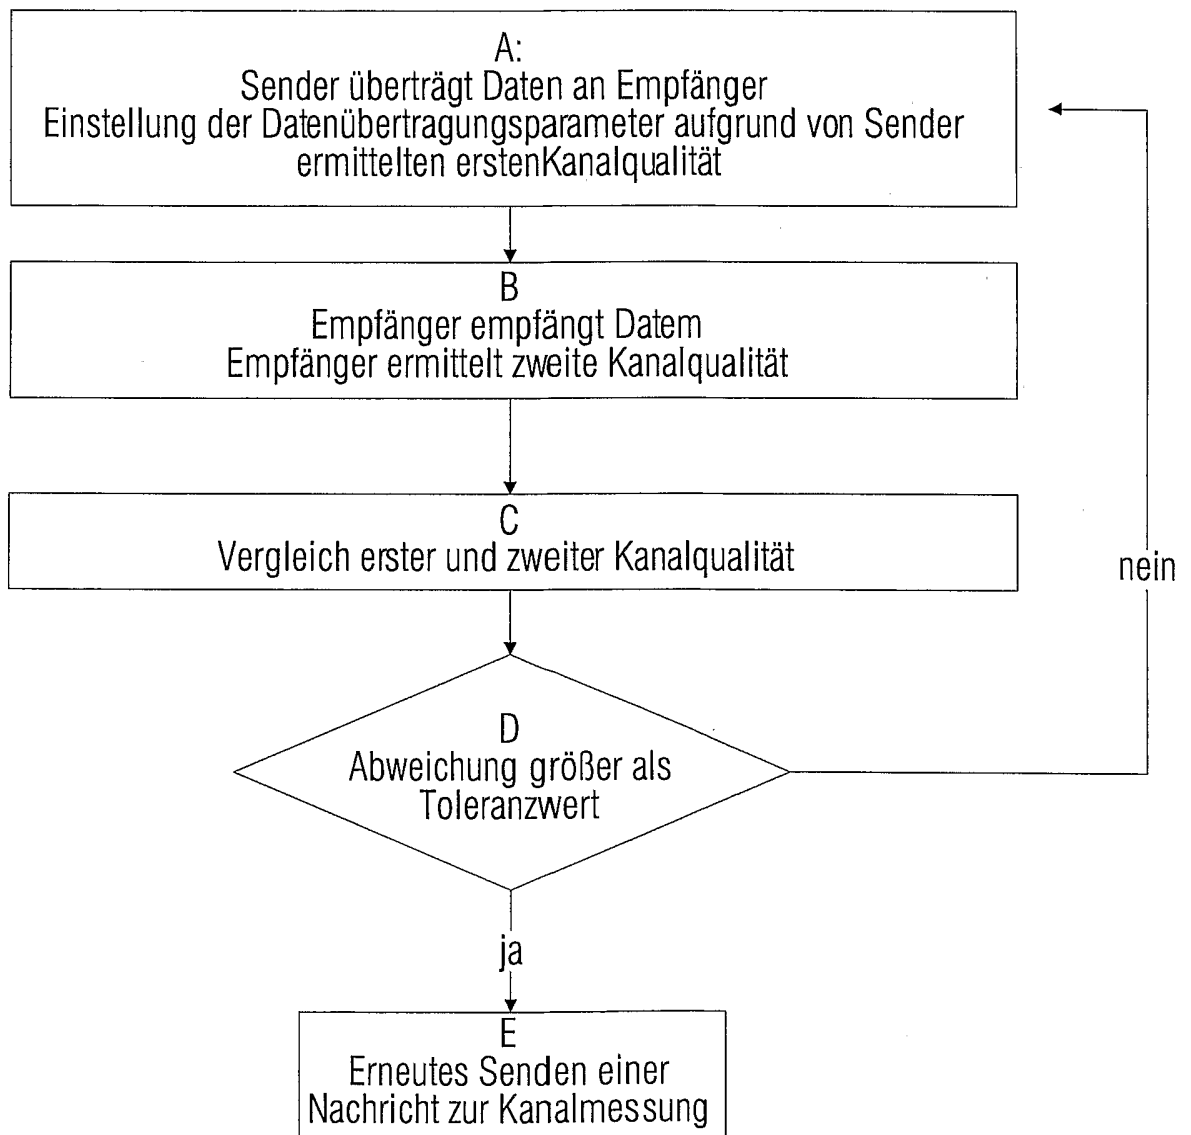 A:
Sender überträgt Daten an Empfänger
Einstellung der Datenübertragungsparameter aufgrund von Sender
ermittelten erstenKanalqualität
B
Empfänger empfängt Datem
Empfänger ermittelt zweite Kanalqualität
C
Vergleich erster und zweiter Kanalqualität
nein
D
Abweichung größer als
Toleranzwert
ja
E
Erneutes Senden einer
Nachricht zur Kanalmessung